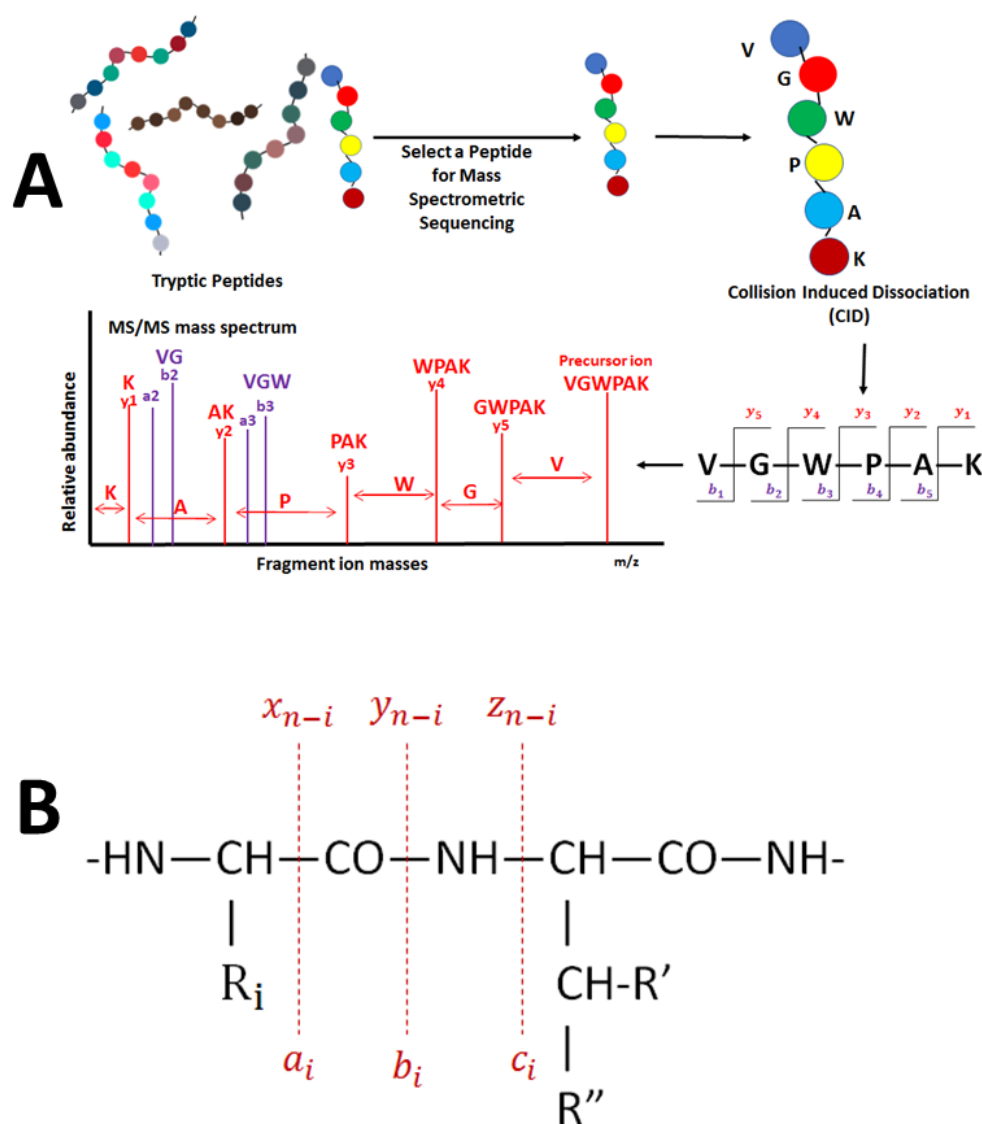 A
Select a Peptide
for Mass
Spectrometric
Sequencing
V
G
W
P
A
K
Tryptic Peptides
Collision Induced Dissociation
(CID)
MS/MS mass spectrum
Relative abundance
K
y1
a2
VG
b2
AK
y2
a3
VGW
b3
PAK
y3
WPAK
y4
GWPAK
y5
Precursor ion
VGWPAK
K
A
P
W
G
V
Fragment ion masses
m/z
y₅ y₄ y₃ y₂ y₁
V—G—W—P—A—K
b₁ b₂ b₃ b₄ b₅
B
xₙ₋ᵢ yₙ₋ᵢ zₙ₋ᵢ
-HN—CH—CO—NH—CH—CO—NH-
Rᵢ CH-R′
aᵢ bᵢ cᵢ
R″